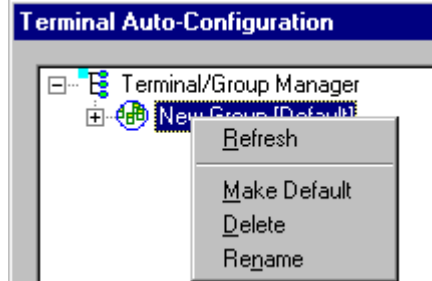 Terminal Auto-Configuration
Terminal/Group Manager
New Group [Default]
Refresh
Make Default
Delete
Rename